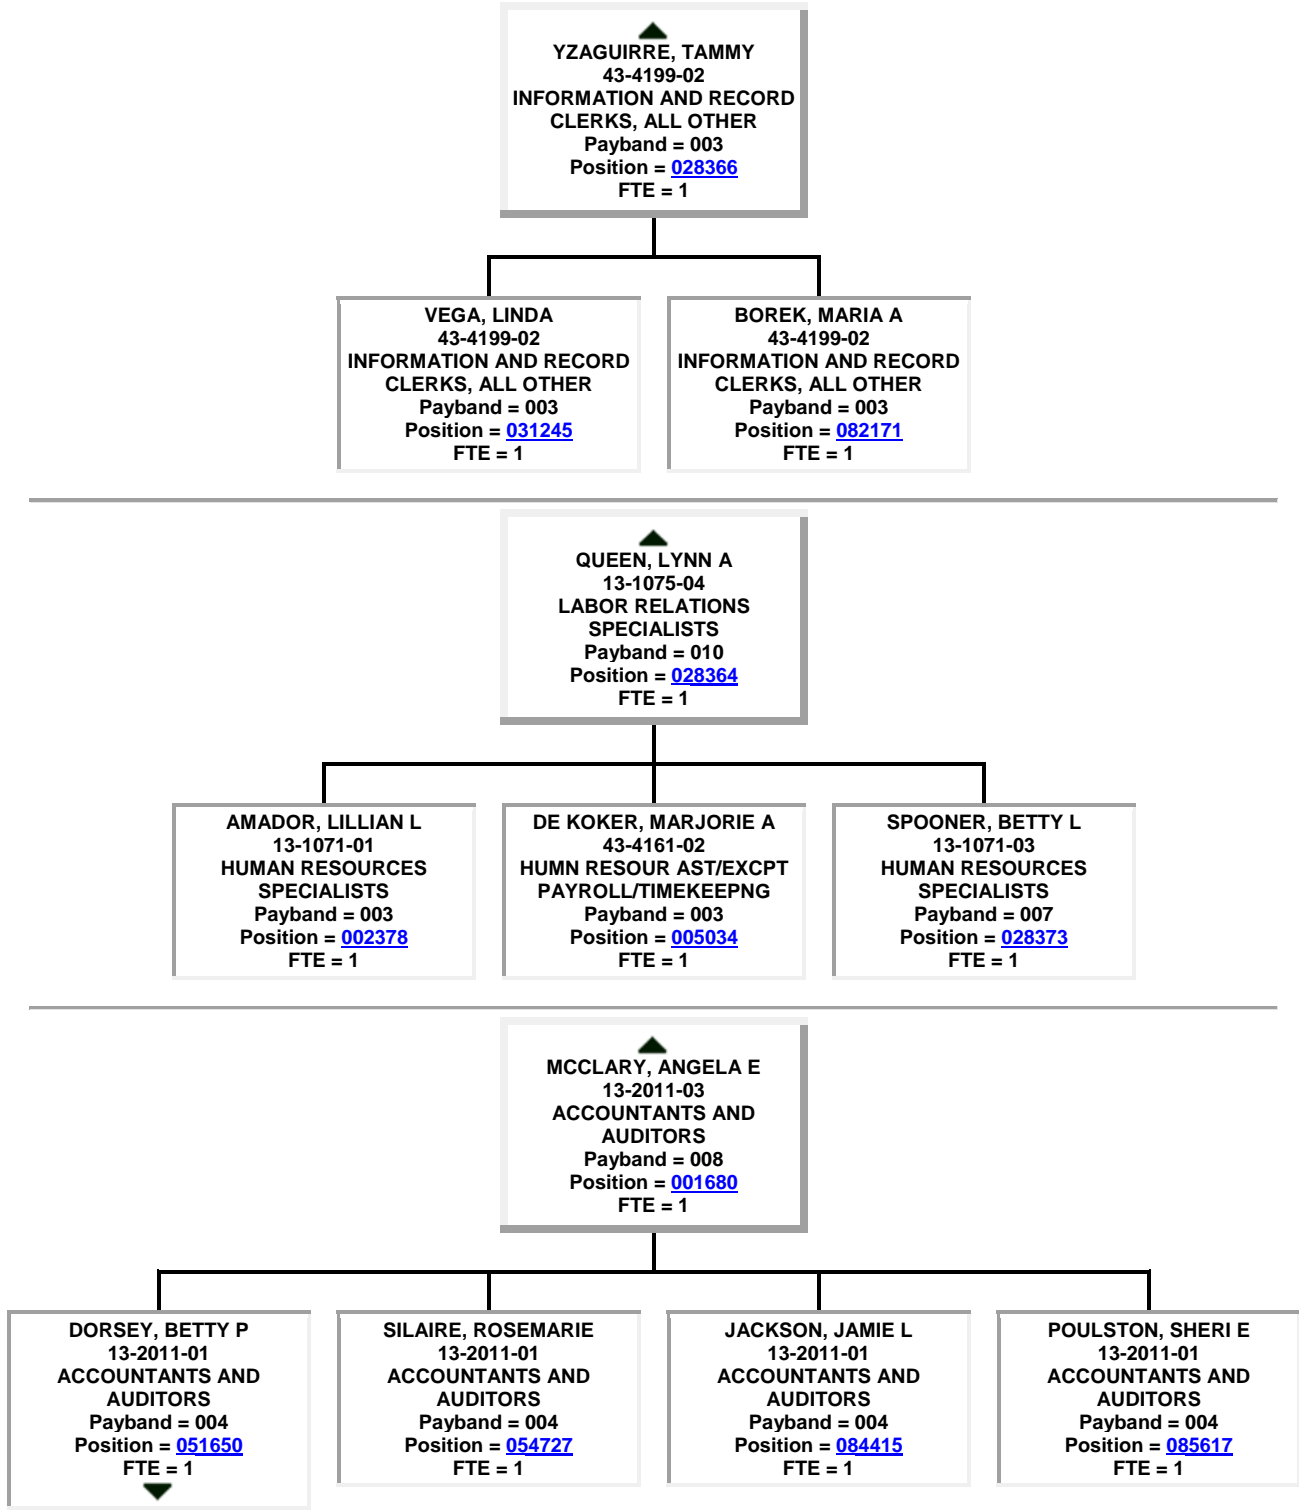 YZAGUIRRE, TAMMY
43-4199-02
INFORMATION AND RECORD
CLERKS, ALL OTHER
Payband = 003
Position = 028366
FTE = 1
VEGA, LINDA
43-4199-02
INFORMATION AND RECORD
CLERKS, ALL OTHER
Payband = 003
Position = 031245
FTE = 1
BOREK, MARIA A
43-4199-02
INFORMATION AND RECORD
CLERKS, ALL OTHER
Payband = 003
Position = 082171
FTE = 1
QUEEN, LYNN A
13-1075-04
LABOR RELATIONS
SPECIALISTS
Payband = 010
Position = 028364
FTE = 1
AMADOR, LILLIAN L
13-1071-01
HUMAN RESOURCES
SPECIALISTS
Payband = 003
Position = 002378
FTE = 1
DE KOKER, MARJORIE A
43-4161-02
HUMN RESOUR AST/EXCPT
PAYROLL/TIMEKEEPNG
Payband = 003
Position = 005034
FTE = 1
SPOONER, BETTY L
13-1071-03
HUMAN RESOURCES
SPECIALISTS
Payband = 007
Position = 028373
FTE = 1
MCCLARY, ANGELA E
13-2011-03
ACCOUNTANTS AND
AUDITORS
Payband = 008
Position = 001680
FTE = 1
DORSEY, BETTY P
13-2011-01
ACCOUNTANTS AND
AUDITORS
Payband = 004
Position = 051650
FTE = 1
SILAIRE, ROSEMARIE
13-2011-01
ACCOUNTANTS AND
AUDITORS
Payband = 004
Position = 054727
FTE = 1
JACKSON, JAMIE L
13-2011-01
ACCOUNTANTS AND
AUDITORS
Payband = 004
Position = 084415
FTE = 1
POULSTON, SHERI E
13-2011-01
ACCOUNTANTS AND
AUDITORS
Payband = 004
Position = 085617
FTE = 1